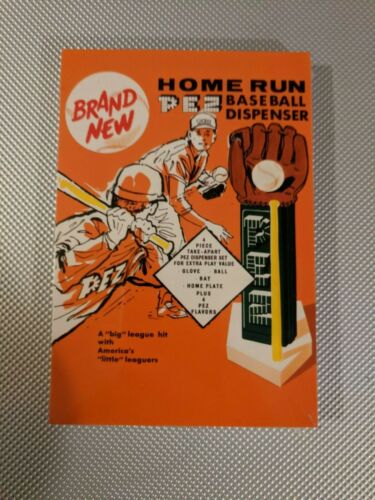 BRAND
NEW
HOME RUN
PEZ BASEBALL
DISPENSER
PIECE
TAKE-APART
PEZ DISPENSER SET
FOR EXTRA PLAY VALUE
GLOVE · BALL
BAT
HOME PLATE
PLUS
4
PEZ
FLAVORS
PEZ
PEZ
A "big" league hit
with
America's
"little" leaguers